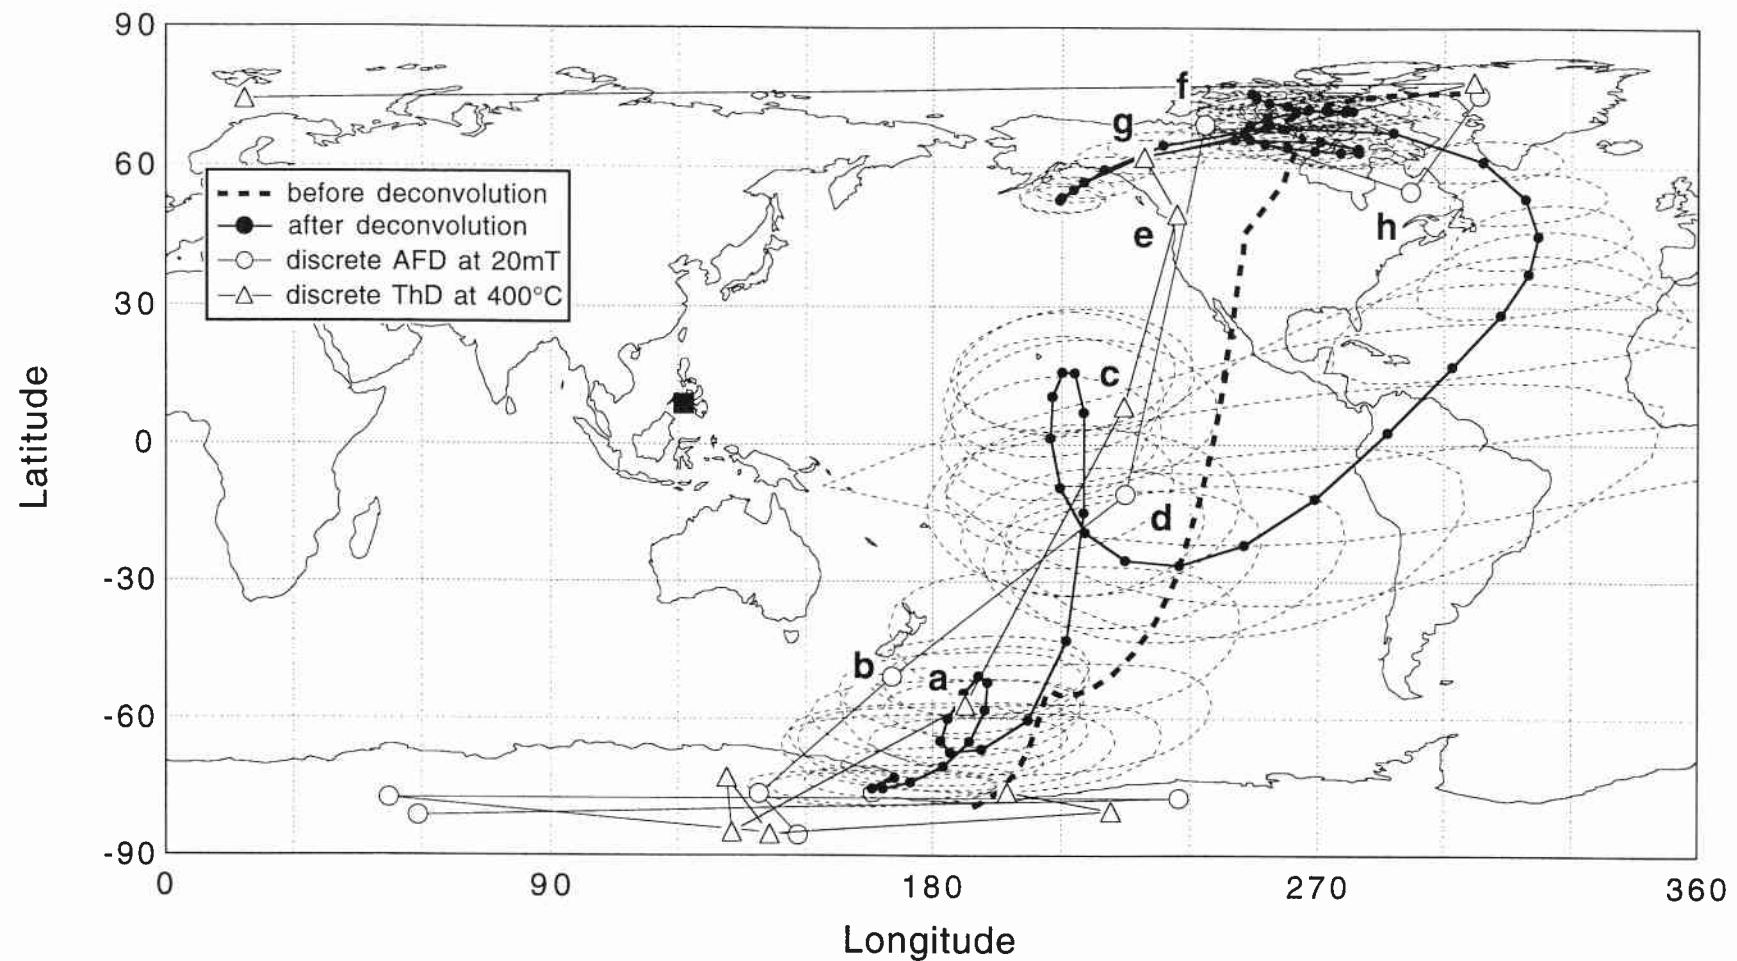 90
60
30
0
-30
-60
-90
Latitude
before deconvolution
after deconvolution
discrete AFD at 20mT
discrete ThD at 400°C
f
g
e
h
c
d
b
a
0 90 180 270 360
Longitude